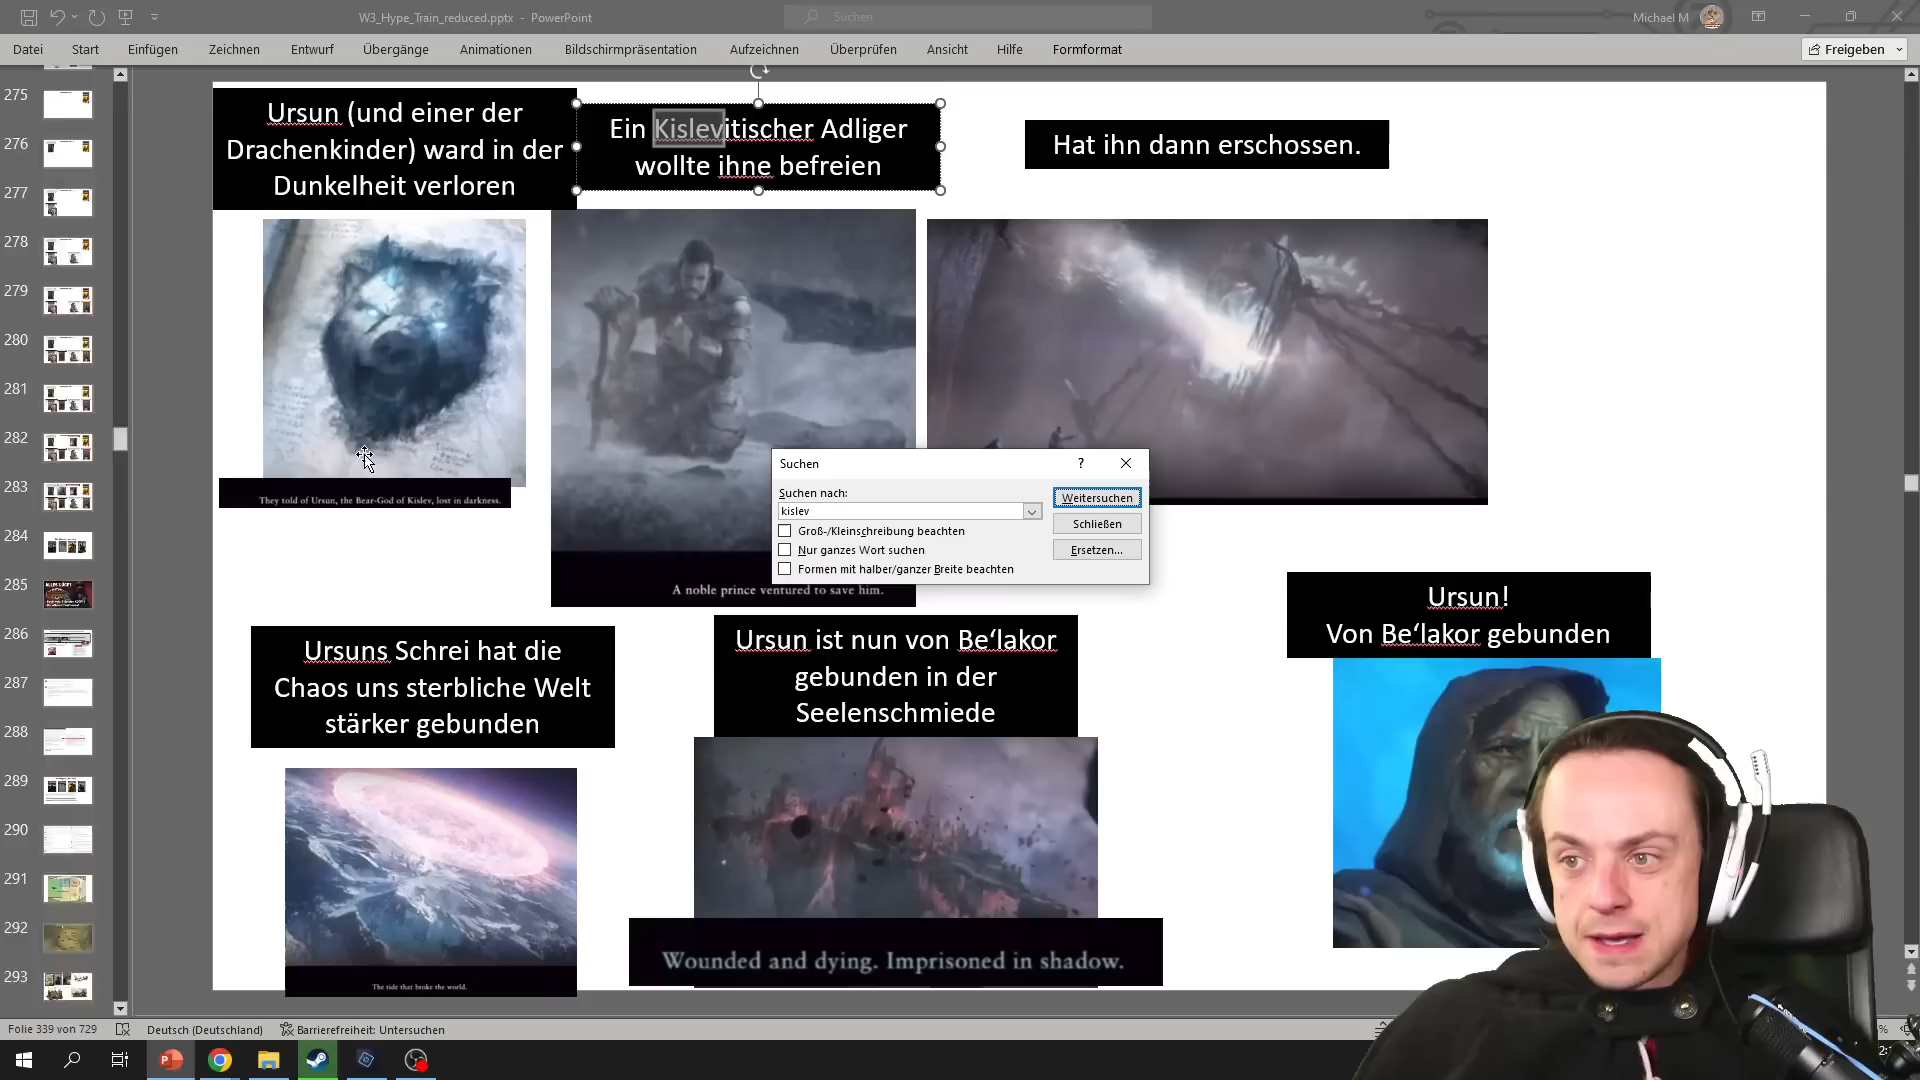 W3_Hype_Train_reduced.pptx - PowerPoint
Suchen
Michael M
Datei
Start
Einfügen
Zeichnen
Entwurf
Übergänge
Animationen
Bildschirmpräsentation
Aufzeichnen
Überprüfen
Ansicht
Hilfe
Formformat
Freigeben
275
276
277
278
279
280
281
282
283
284
285
286
287
288
289
290
291
292
293
Ursun (und einer der
Drachenkinder) ward in der
Dunkelheit verloren
Ein Kislevitischer Adliger
wollte ihne befreien
Hat ihn dann erschossen.
They told of Ursun, the Bear-God of Kislev, lost in darkness.
A noble prince ventured to save him.
Suchen
?
Suchen nach:
kislev
Groß-/Kleinschreibung beachten
Nur ganzes Wort suchen
Formen mit halber/ganzer Breite beachten
Weitersuchen
Schließen
Ersetzen...
Ursuns Schrei hat die
Chaos uns sterbliche Welt
stärker gebunden
Ursun ist nun von Be‘lakor
gebunden in der
Seelenschmiede
Ursun!
Von Be‘lakor gebunden
The tide that broke the world.
Wounded and dying. Imprisoned in shadow.
Folie 339 von 729
Deutsch (Deutschland)
Barrierefreiheit: Untersuchen